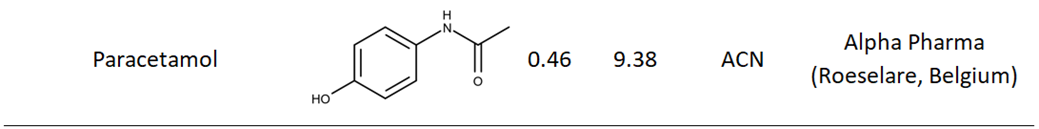 H
N
Alpha Pharma
Paracetamol 0.46 9.38 ACN
(Roeselare, Belgium)
O
HO